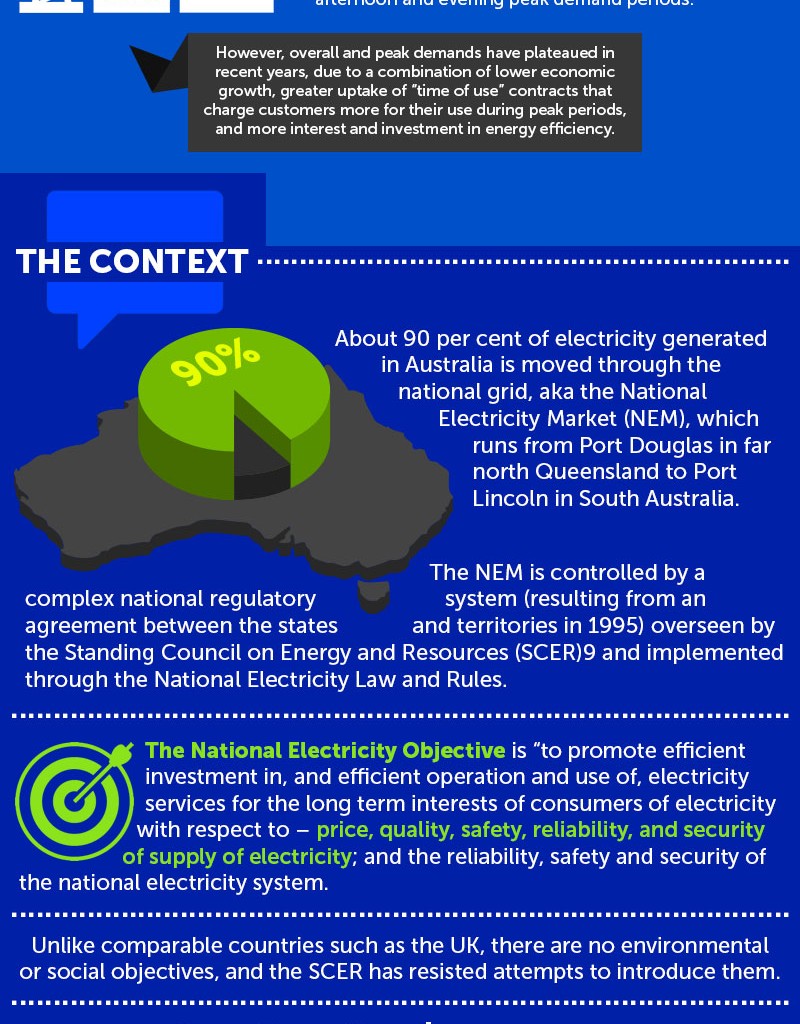 afternoon and evening peak demand periods.
However, overall and peak demands have plateaued in
recent years, due to a combination of lower economic
growth, greater uptake of “time of use” contracts that
charge customers more for their use during peak periods,
and more interest and investment in energy efficiency.
THE CONTEXT
90%
About 90 per cent of electricity generated
in Australia is moved through the
national grid, aka the National
Electricity Market (NEM), which
runs from Port Douglas in far
north Queensland to Port
Lincoln in South Australia.
The NEM is controlled by a
complex national regulatory system (resulting from an
agreement between the states and territories in 1995) overseen by
the Standing Council on Energy and Resources (SCER)9 and implemented
through the National Electricity Law and Rules.
The National Electricity Objective is “to promote efficient
investment in, and efficient operation and use of, electricity
services for the long term interests of consumers of electricity
with respect to – price, quality, safety, reliability, and security
of supply of electricity; and the reliability, safety and security of
the national electricity system.
Unlike comparable countries such as the UK, there are no environmental
or social objectives, and the SCER has resisted attempts to introduce them.